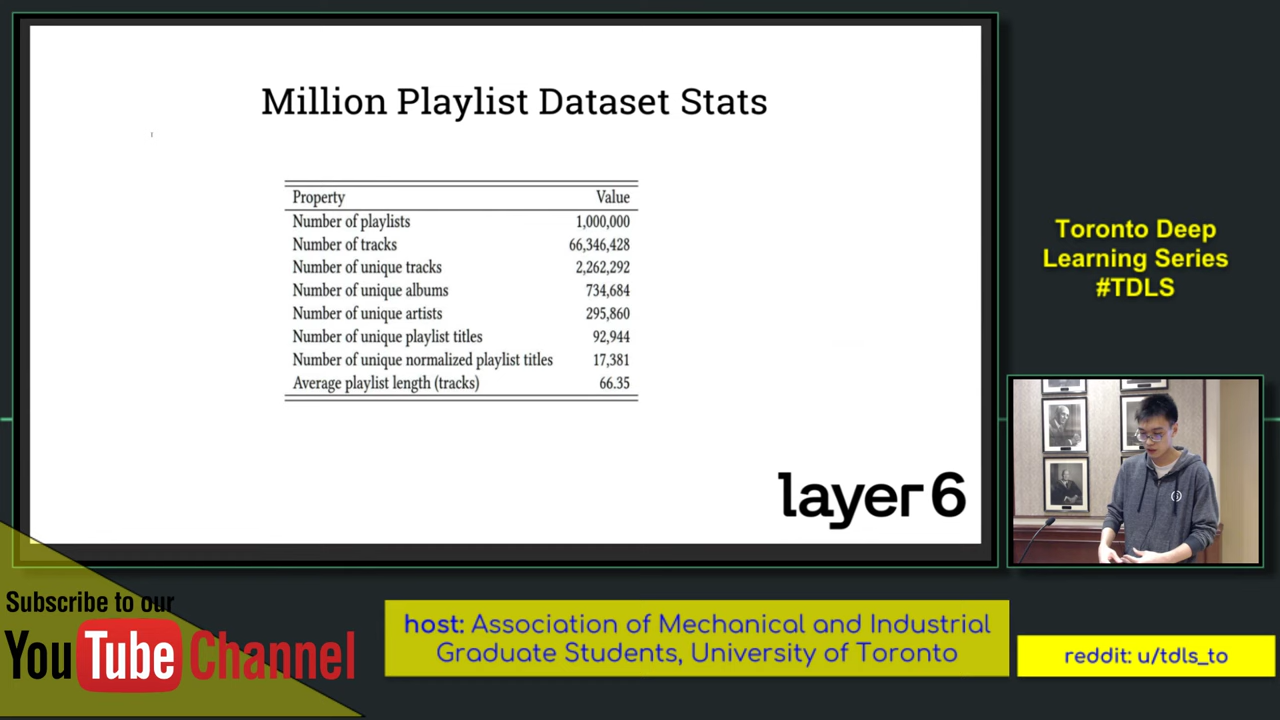 Million Playlist Dataset Stats
Property Value
Number of playlists 1,000,000
Number of tracks 66,346,428
Number of unique tracks 2,262,292
Number of unique albums 734,684
Number of unique artists 295,860
Number of unique playlist titles 92,944
Number of unique normalized playlist titles 17,381
Average playlist length (tracks) 66.35
layer 6
Toronto Deep
Learning Series
#TDLS
Subscribe to our
YouTube Channel
host: Association of Mechanical and Industrial
Graduate Students, University of Toronto
reddit: u/tdls_to